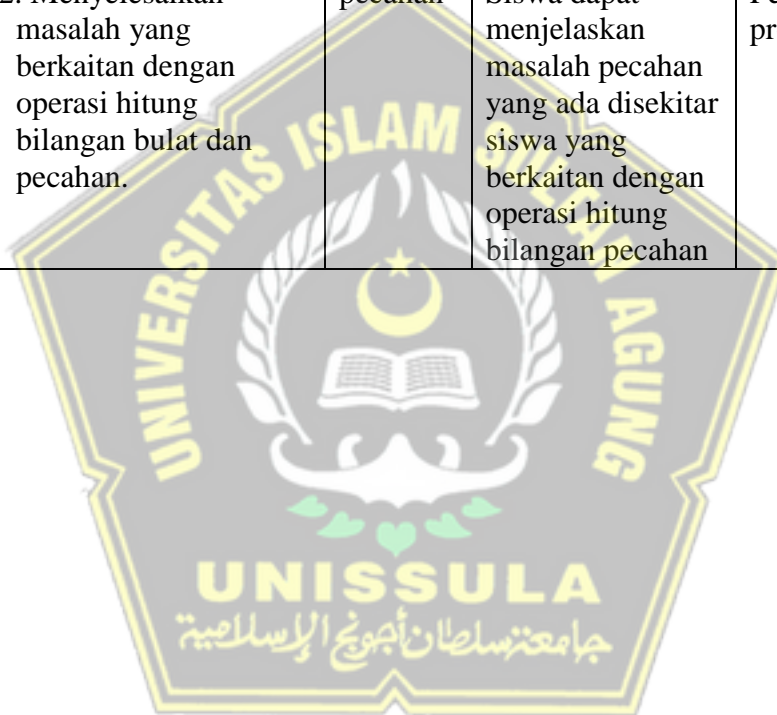 2. Menyelesaikan
masalah yang
berkaitan dengan
operasi hitung
bilangan bulat dan
pecahan.
pecahan
Siswa dapat
menjelaskan
masalah pecahan
yang ada disekitar
siswa yang
berkaitan dengan
operasi hitung
bilangan pecahan
pr
UNIVERSITAS ISLAM SULTAN AGUNG
UNISSULA
جامعة سلطان أجونج الإسلامية